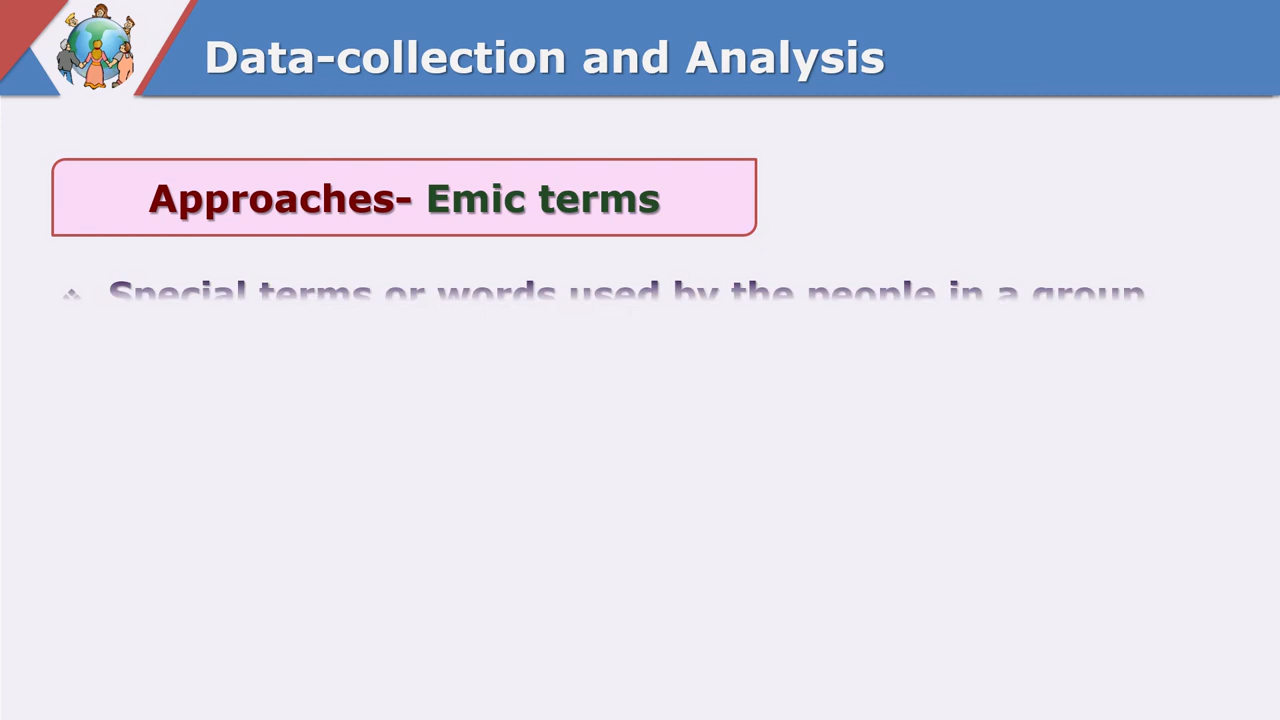 Data-collection and Analysis
Approaches- Emic terms
Special terms or words used by the people in a group